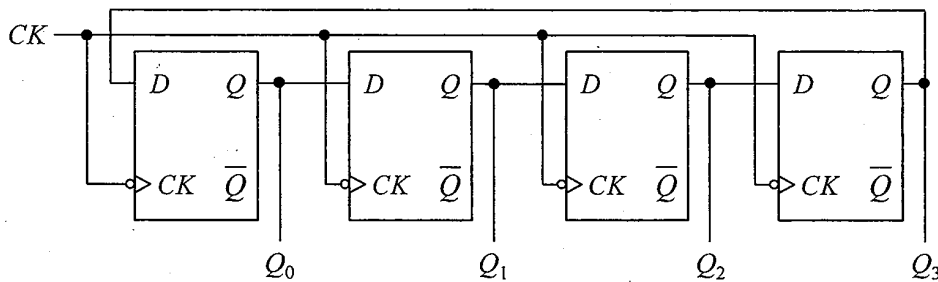 CK
D Q D Q D Q D Q
CK Q̅ CK Q̅ CK Q̅ CK Q̅
Q₀ Q₁ Q₂ Q₃